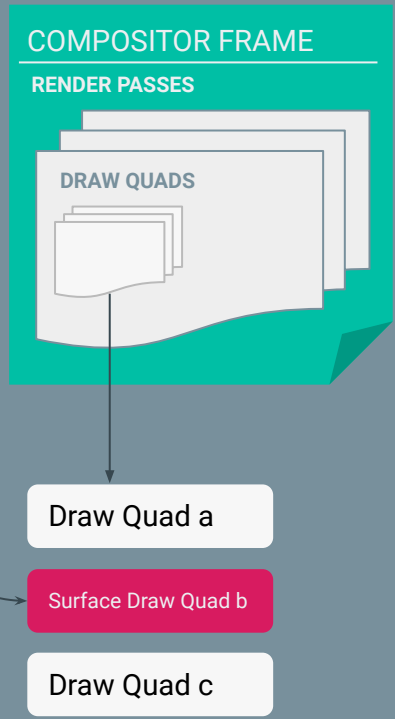 COMPOSITOR FRAME
RENDER PASSES
DRAW QUADS
Draw Quad a
Surface Draw Quad b
Draw Quad c